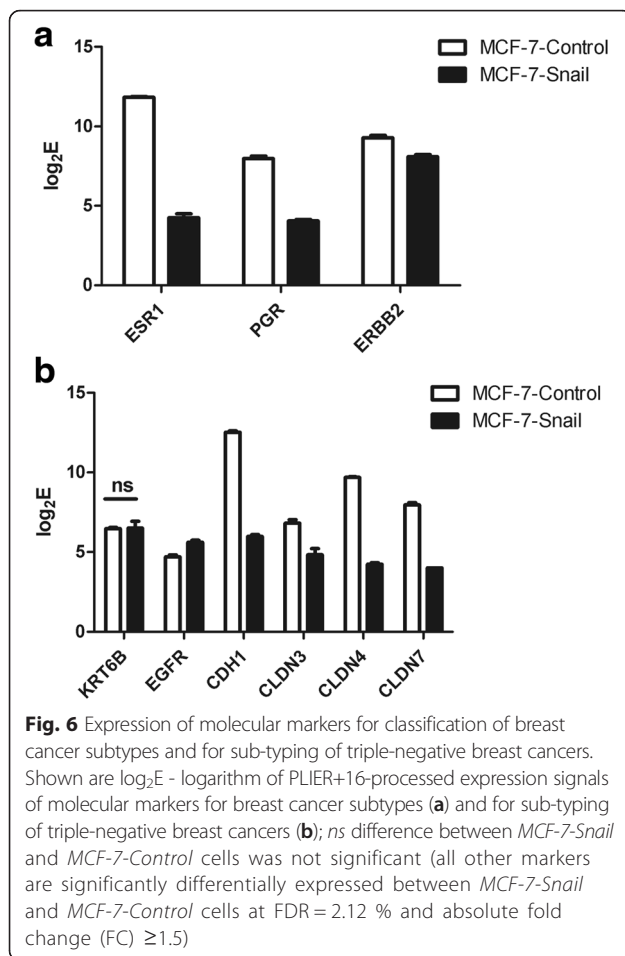 a
MCF-7-Control
MCF-7-Snail
15
10
5
0
log₂E
ESR1
PGR
ERBB2
b
MCF-7-Control
MCF-7-Snail
15
10
5
0
log₂E
ns
KRT6B
EGFR
CDH1
CLDN3
CLDN4
CLDN7
Fig. 6 Expression of molecular markers for classification of breast
cancer subtypes and for sub-typing of triple-negative breast cancers.
Shown are log₂E - logarithm of PLIER+16-processed expression signals
of molecular markers for breast cancer subtypes (a) and for sub-typing
of triple-negative breast cancers (b); ns difference between MCF-7-Snail
and MCF-7-Control cells was not significant (all other markers
are significantly differentially expressed between MCF-7-Snail
and MCF-7-Control cells at FDR = 2.12 % and absolute fold
change (FC) ≥1.5)